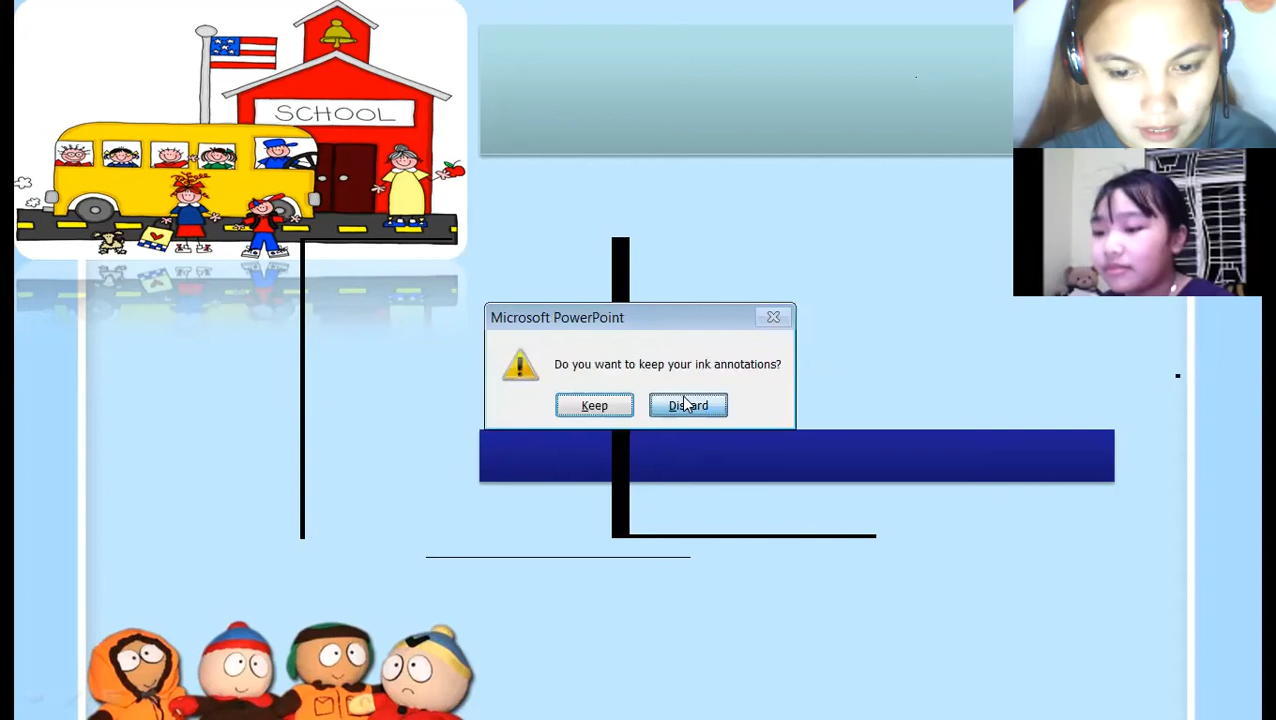 SCHOOL
Microsoft PowerPoint
Do you want to keep your ink annotations?
Keep
Discard